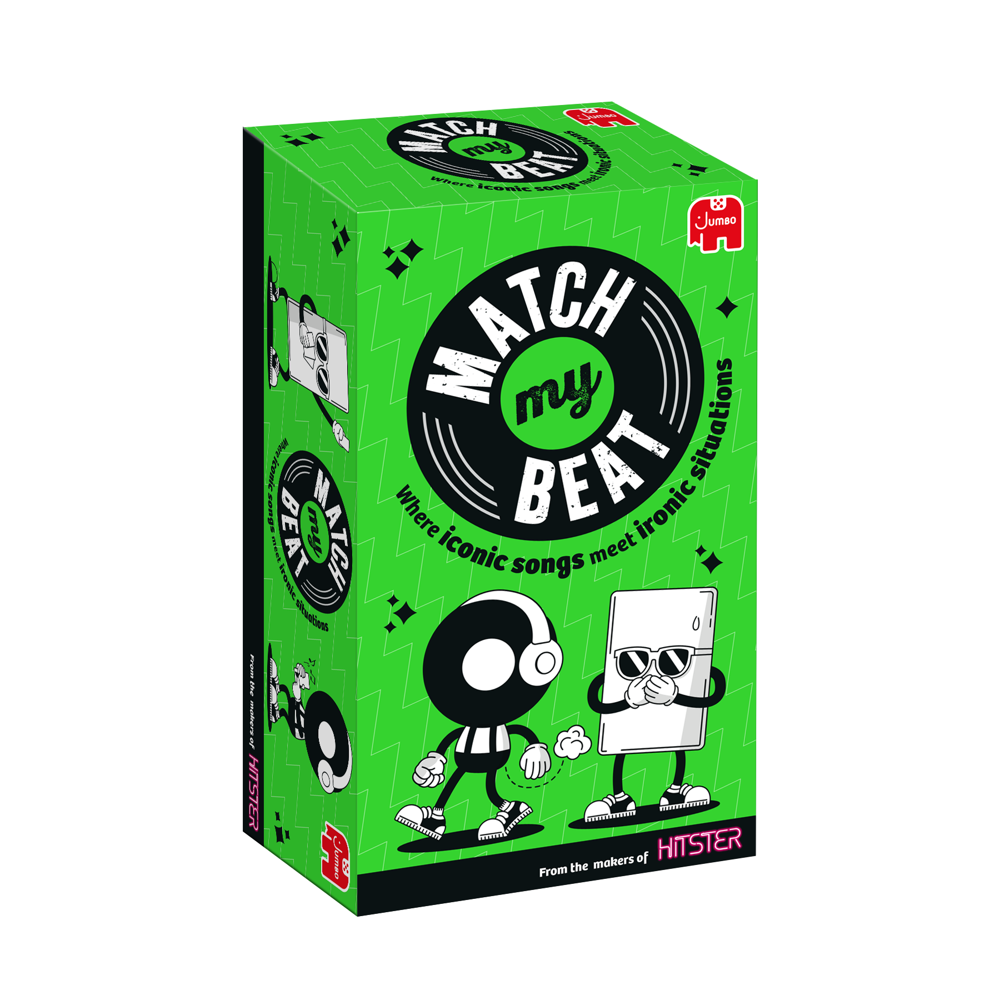 MATCH
my
BEAT
where iconic songs meet ironic situations
Jumbo
Jumbo
MATCH
my
BEAT
Where iconic songs meet ironic situations
From the makers of HITSTER
Where iconic songs meet ironic situations
MATCH
my
BEAT
Jumbo
From the makers of HITSTER